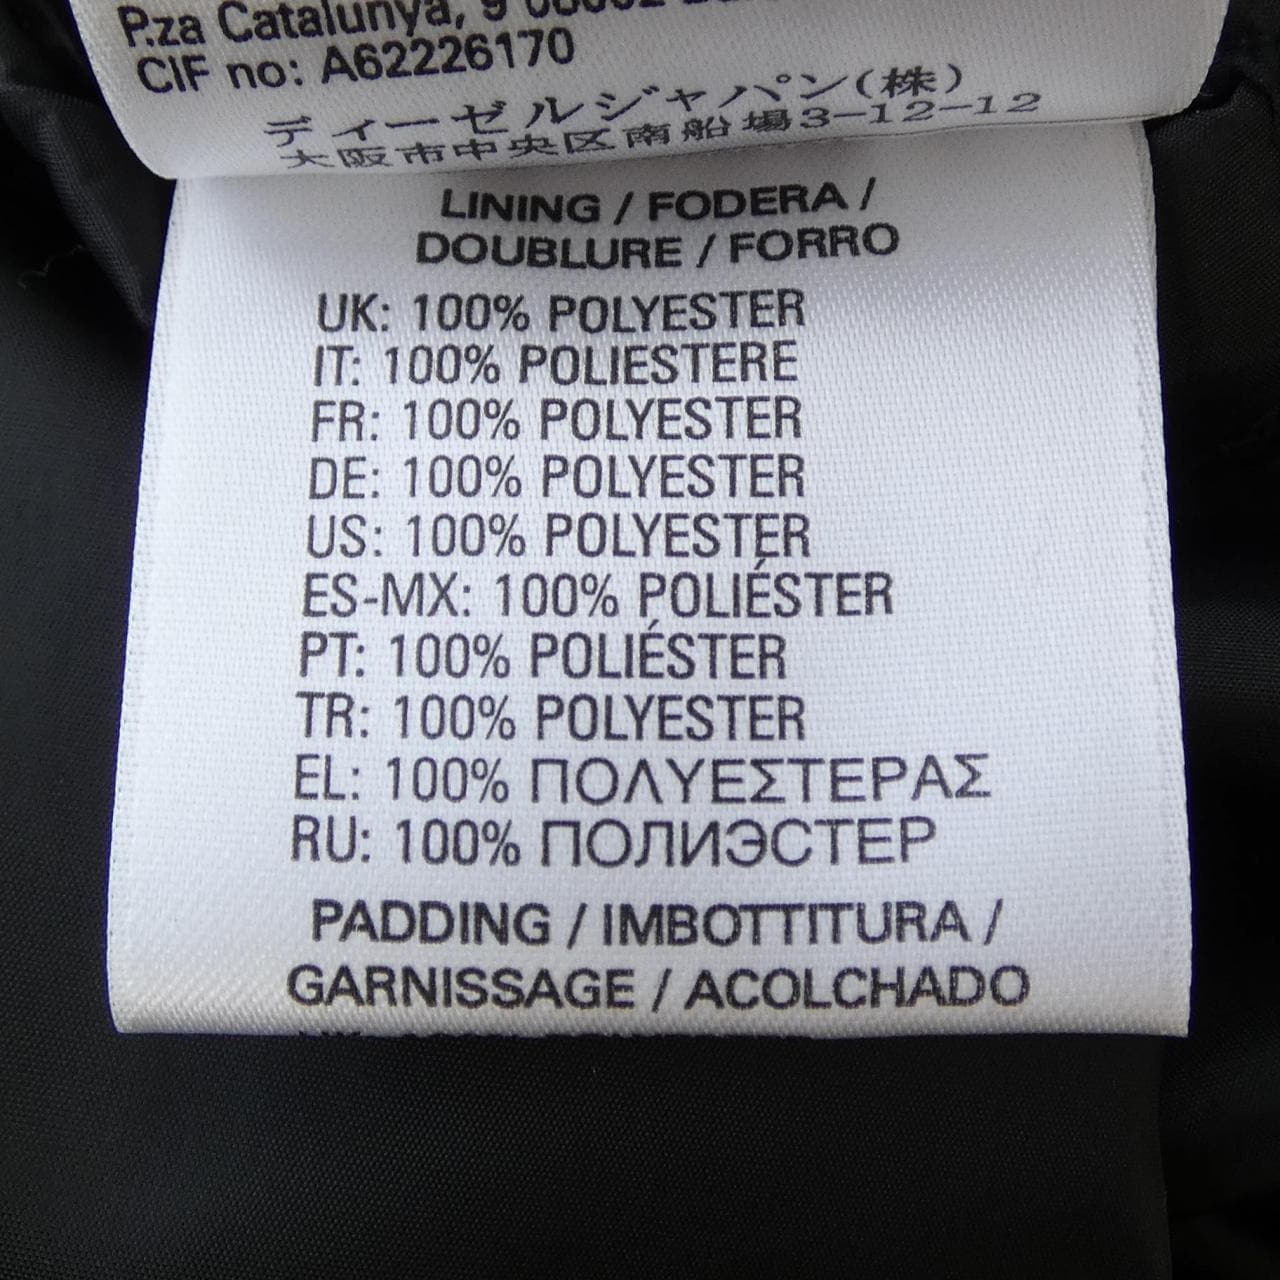 P.za Catalunya, 9
CIF no: A62226170
ディーゼルジャパン(株)
大阪市中央区南船場3-12-12
LINING / FODERA /
DOUBLURE / FORRO
UK: 100% POLYESTER
IT: 100% POLIESTERE
FR: 100% POLYESTER
DE: 100% POLYESTER
US: 100% POLYESTER
ES-MX: 100% POLIÉSTER
PT: 100% POLIÉSTER
TR: 100% POLYESTER
EL: 100% ΠΟΛΥΕΣΤΕΡΑΣ
RU: 100% ПОЛИЭСТЕР
PADDING / IMBOTTITURA /
GARNISSAGE / ACOLCHADO